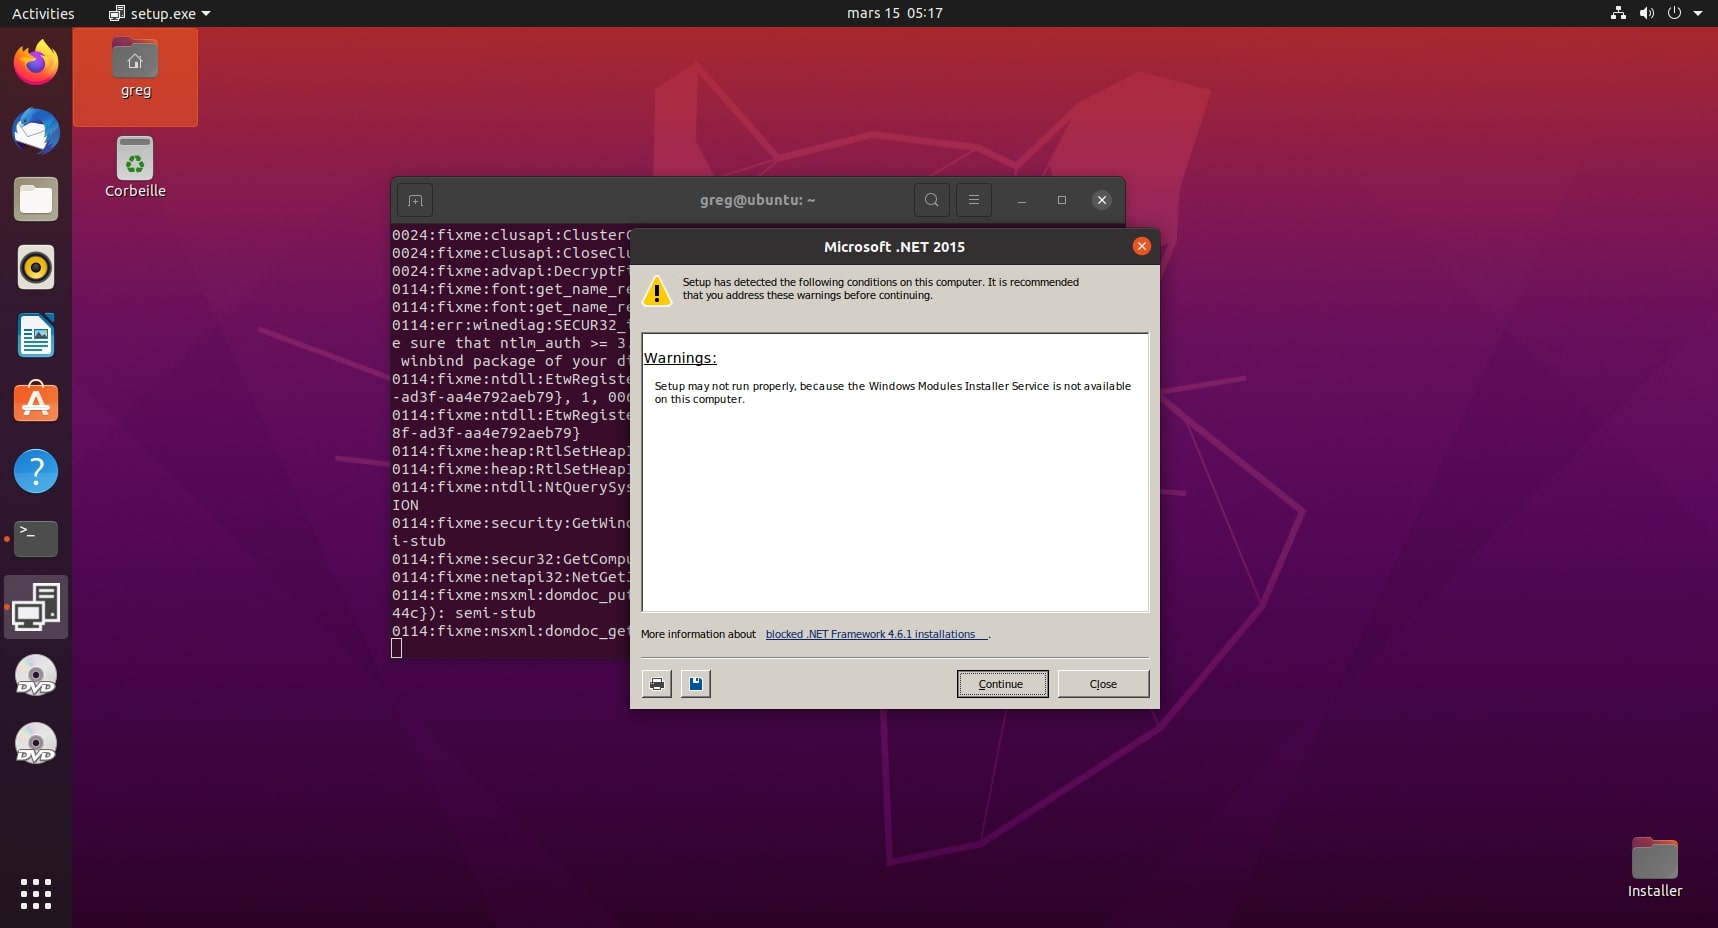 Activities
setup.exe
mars 15 05:17
greg
Corbeille
greg@ubuntu: ~
0024:fixme:clusapi:Cluster
0024:fixme:clusapi:CloseClu
0024:fixme:advapi:DecryptF
0114:fixme:font:get_name_re
0114:fixme:font:get_name_re
0114:err:winediag:SECUR32_
e sure that ntlm_auth >= 3.
winbind package of your di
0114:fixme:ntdll:EtwRegiste
-ad3f-aa4e792aeb79}, 1, 00
0114:fixme:ntdll:EtwRegiste
8f-ad3f-aa4e792aeb79}
0114:fixme:heap:RtlSetHeap
0114:fixme:heap:RtlSetHeap
0114:fixme:ntdll:NtQuerySys
ION
0114:fixme:security:GetWind
i-stub
0114:fixme:secur32:GetCompu
0114:fixme:netapi32:NetGet
0114:fixme:msxml:domdoc_put
44c}): semi-stub
0114:fixme:msxml:domdoc_get
Microsoft .NET 2015
Setup has detected the following conditions on this computer. It is recommended
that you address these warnings before continuing.
Warnings:
Setup may not run properly, because the Windows Modules Installer Service is not available
on this computer.
More information about blocked .NET Framework 4.6.1 installations .
Continue
Close
DVD
DVD
Installer